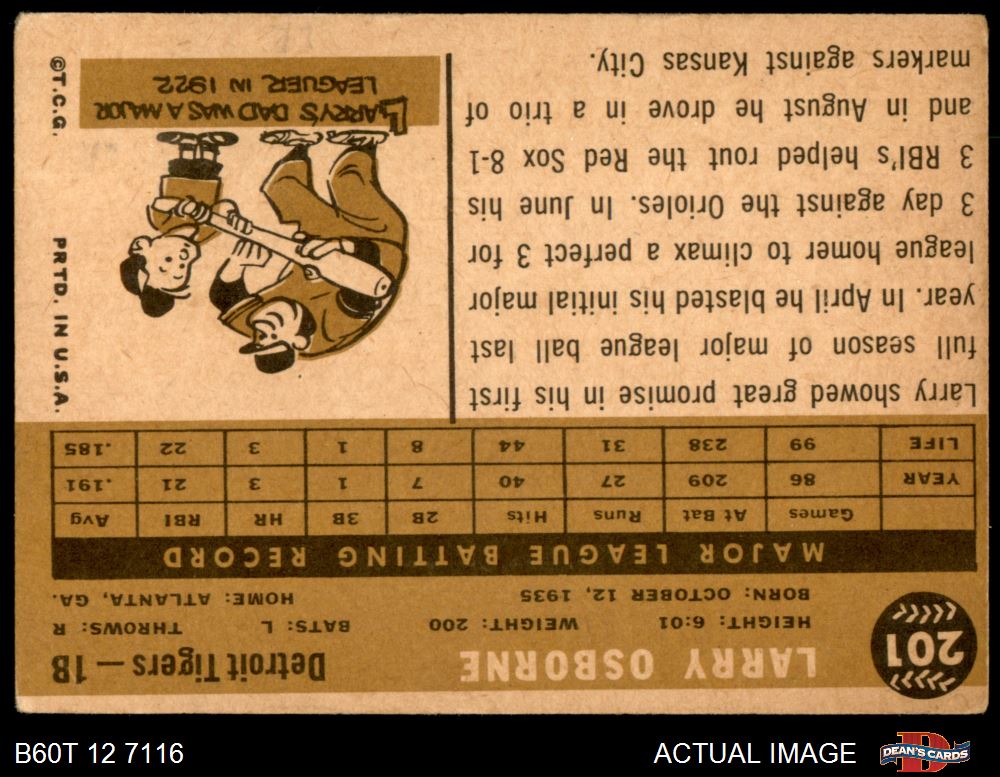 201
LARRY OSBORNE
Detroit Tigers — 1B
HEIGHT: 6:01 WEIGHT: 200 BATS: L THROWS: R
BORN: OCTOBER 12, 1935 HOME: ATLANTA, GA.
MAJOR LEAGUE BATTING RECORD
Games At Bat Runs Hits 2B 3B HR RBI Avg
YEAR 86 209 27 40 7 1 3 21 .191
LIFE 99 238 31 44 8 1 3 22 .185
Larry showed great promise in his first
full season of major league ball last
year. In April he blasted his initial major
league homer to climax a perfect 3 for
3 day against the Orioles. In June his
3 RBI's helped rout the Red Sox 8-1
and in August he drove in a trio of
markers against Kansas City.
LARRY'S DAD WAS A MAJOR
LEAGUER IN 1922
©T.C.G. PRTD. IN U.S.A.
B60T 12 7116
ACTUAL IMAGE
DEAN'S CARDS